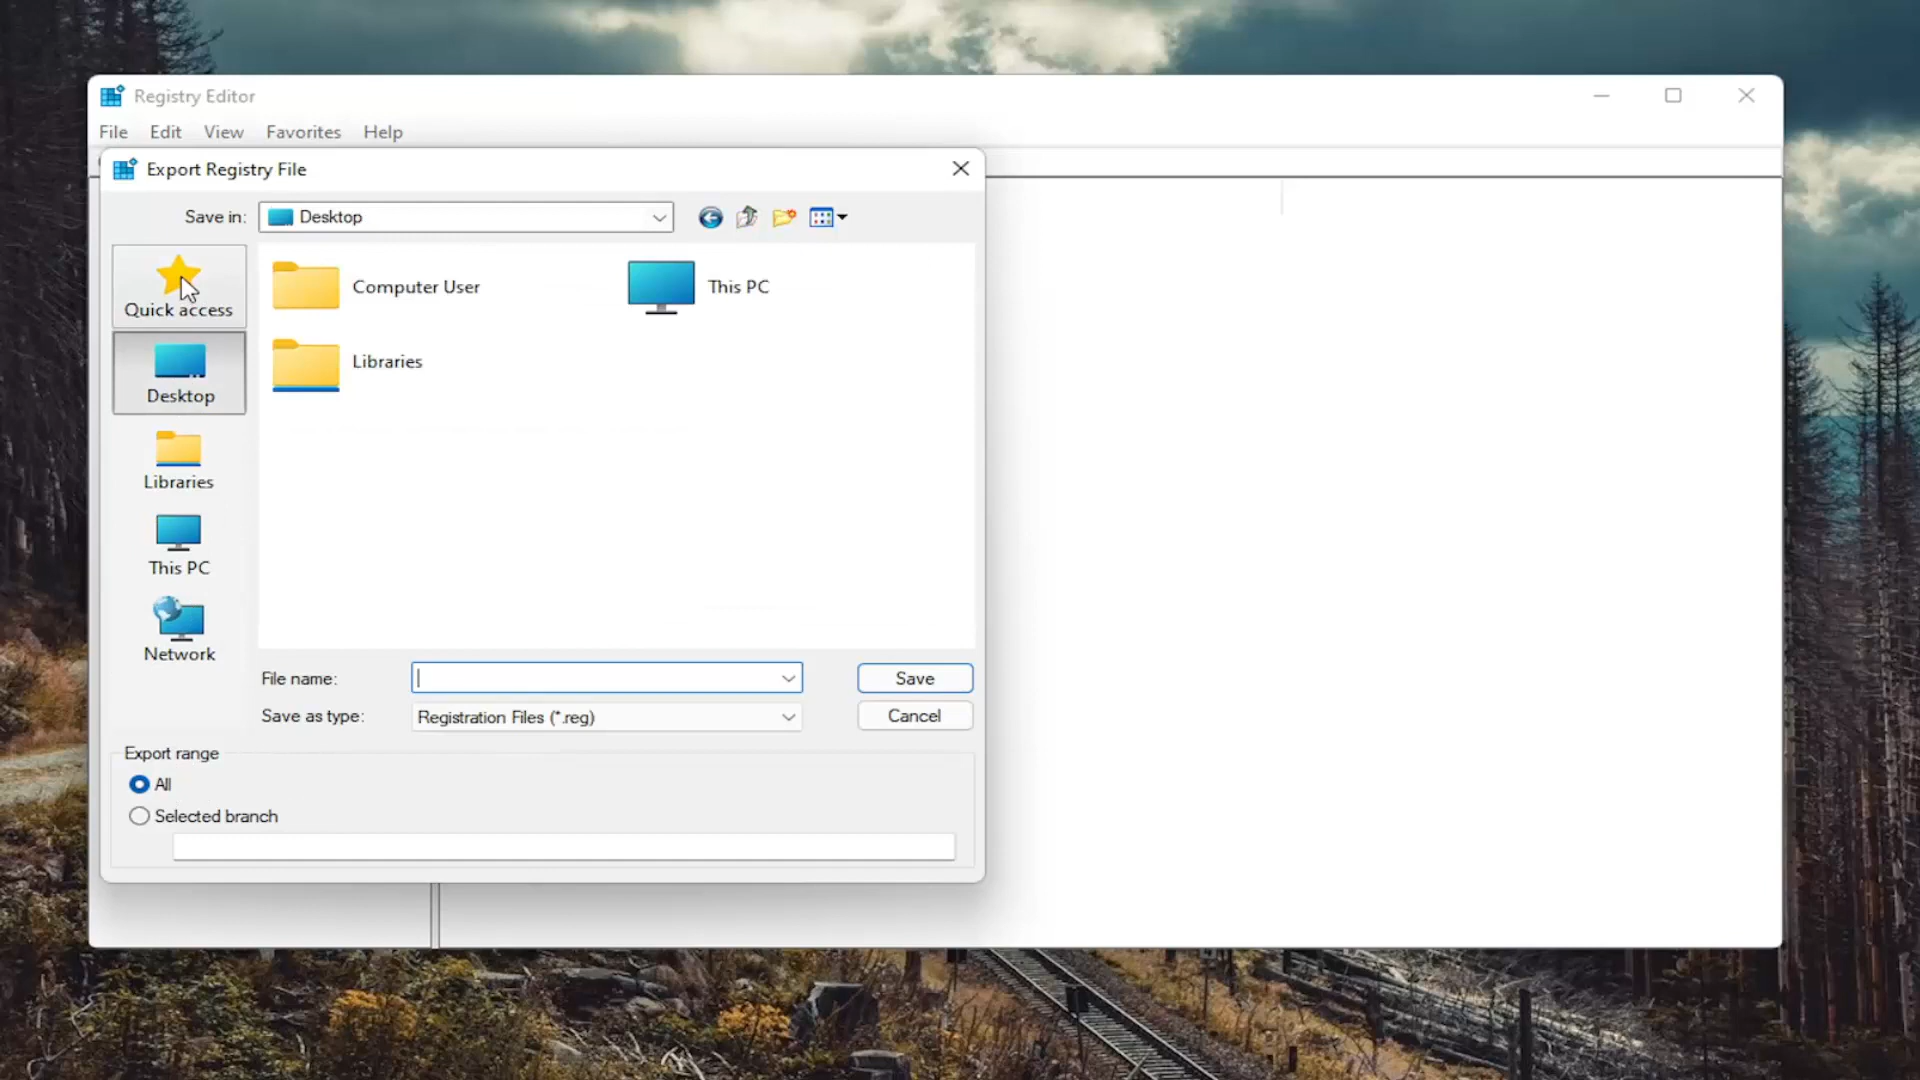 Registry Editor
File Edit View Favorites Help
Export Registry File
Save in: Desktop
Quick access
Desktop
Libraries
This PC
Network
Computer User
This PC
Libraries
File name:
Save
Save as type: Registration Files (*.reg)
Cancel
Export range
All
Selected branch